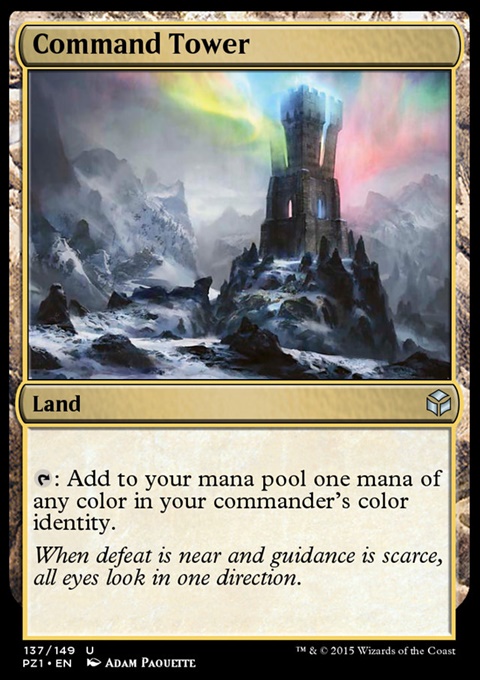 Command Tower
Land
: Add to your mana pool one mana of
any color in your commander's color
identity.
When defeat is near and guidance is scarce,
all eyes look in one direction.
137/149 U
PZ1 • EN Adam Paquette
™ & © 2015 Wizards of the Coast